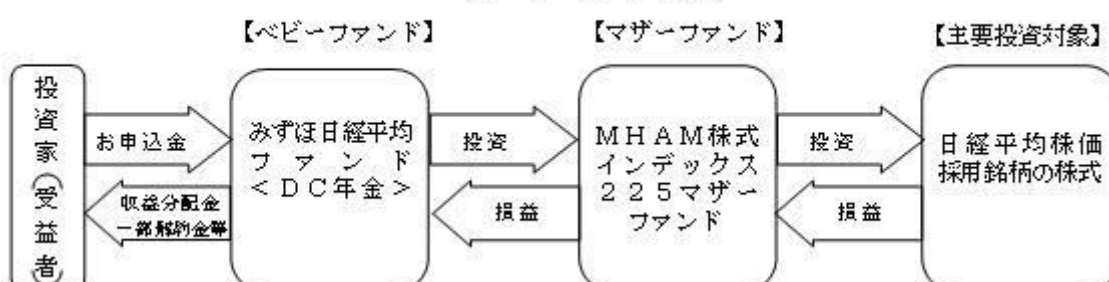 【ベビーファンド】
【マザーファンド】
【主要投資対象】
投資家(受益者)
お申込金
収益分配金
一部解約金等
みずほ日経平均
ファンド
<DC年金>
投資
損益
MHAM株式
インデックス
225マザー
ファンド
投資
損益
日経平均株価
採用銘柄の株式